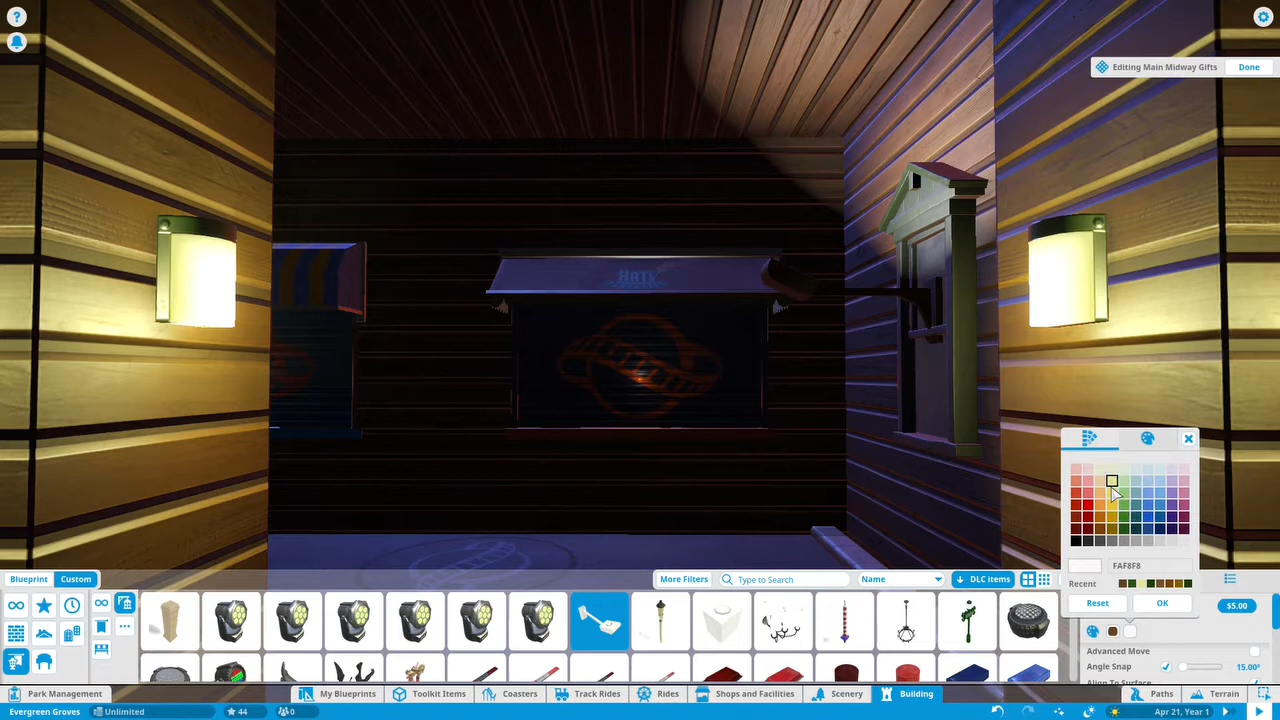 Editing Main Midway Gifts
Done
FAF8F8
Recent
Reset
OK
Blueprint
Custom
More Filters
Type to Search
Name
DLC items
$5.00
Advanced Move
Angle Snap
15.00°
Park Management
My Blueprints
Toolkit Items
Coasters
Track Rides
Rides
Shops and Facilities
Scenery
Building
Paths
Terrain
Evergreen Groves
Unlimited
44
0
Apr 21, Year 1